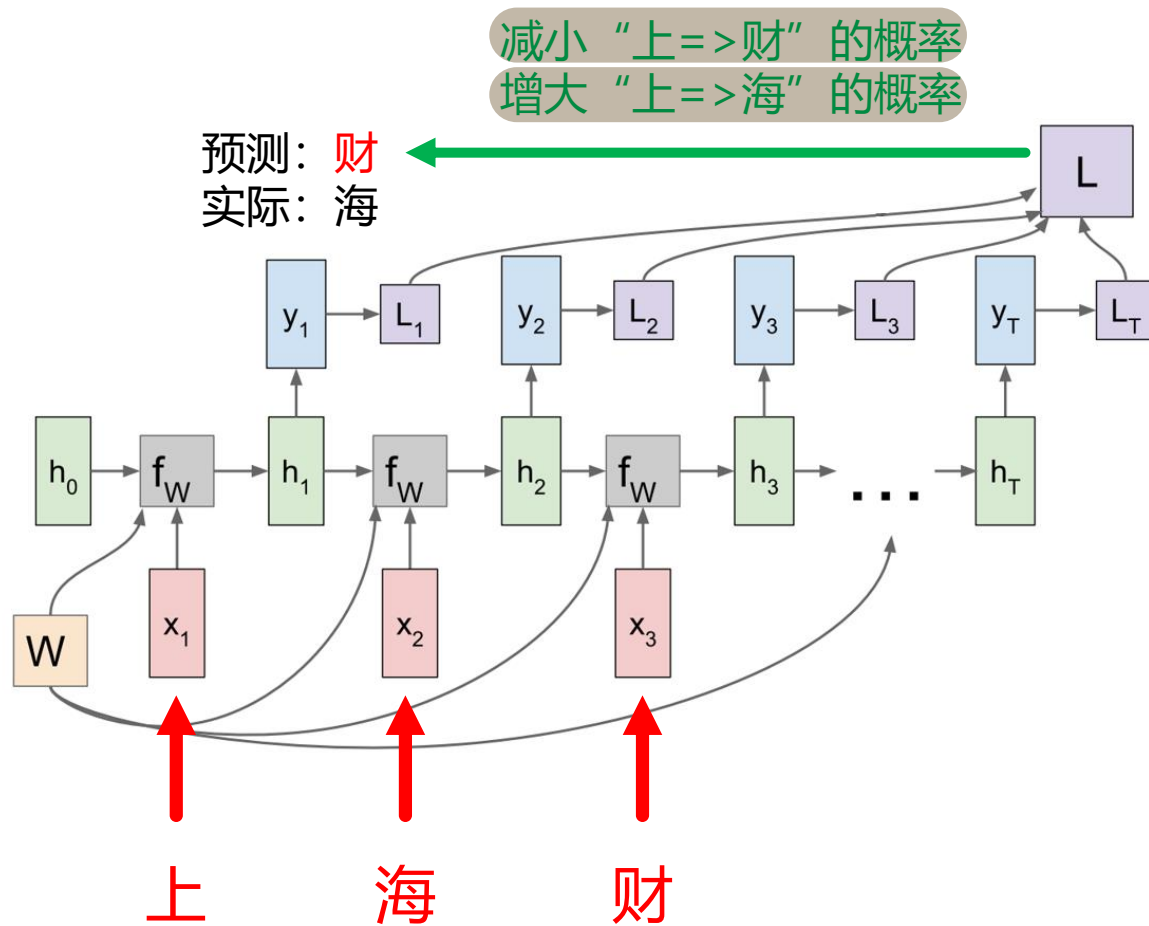 减小“上=>财”的概率
增大“上=>海”的概率
预测：财
实际：海
L
y1 L1 y2 L2 y3 L3 yT LT
h0 fW h1 fW h2 fW h3 ... hT
W x1 x2 x3
上 海 财